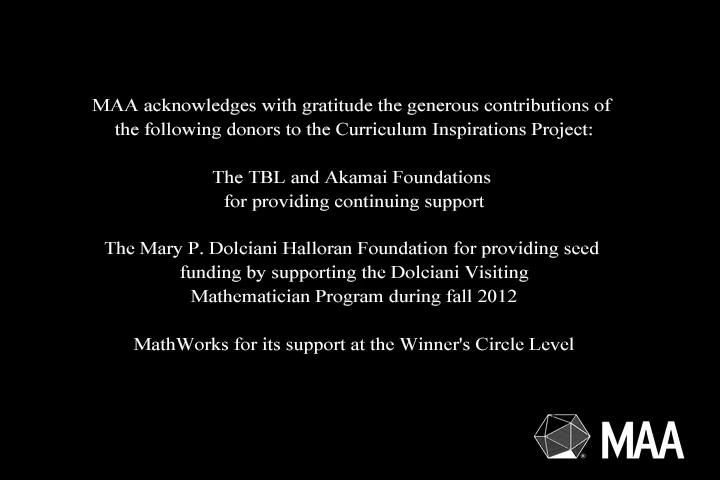 MAA acknowledges with gratitude the generous contributions of
the following donors to the Curriculum Inspirations Project:
The TBL and Akamai Foundations
for providing continuing support
The Mary P. Dolciani Halloran Foundation for providing seed
funding by supporting the Dolciani Visiting
Mathematician Program during fall 2012
MathWorks for its support at the Winner's Circle Level
® MAA